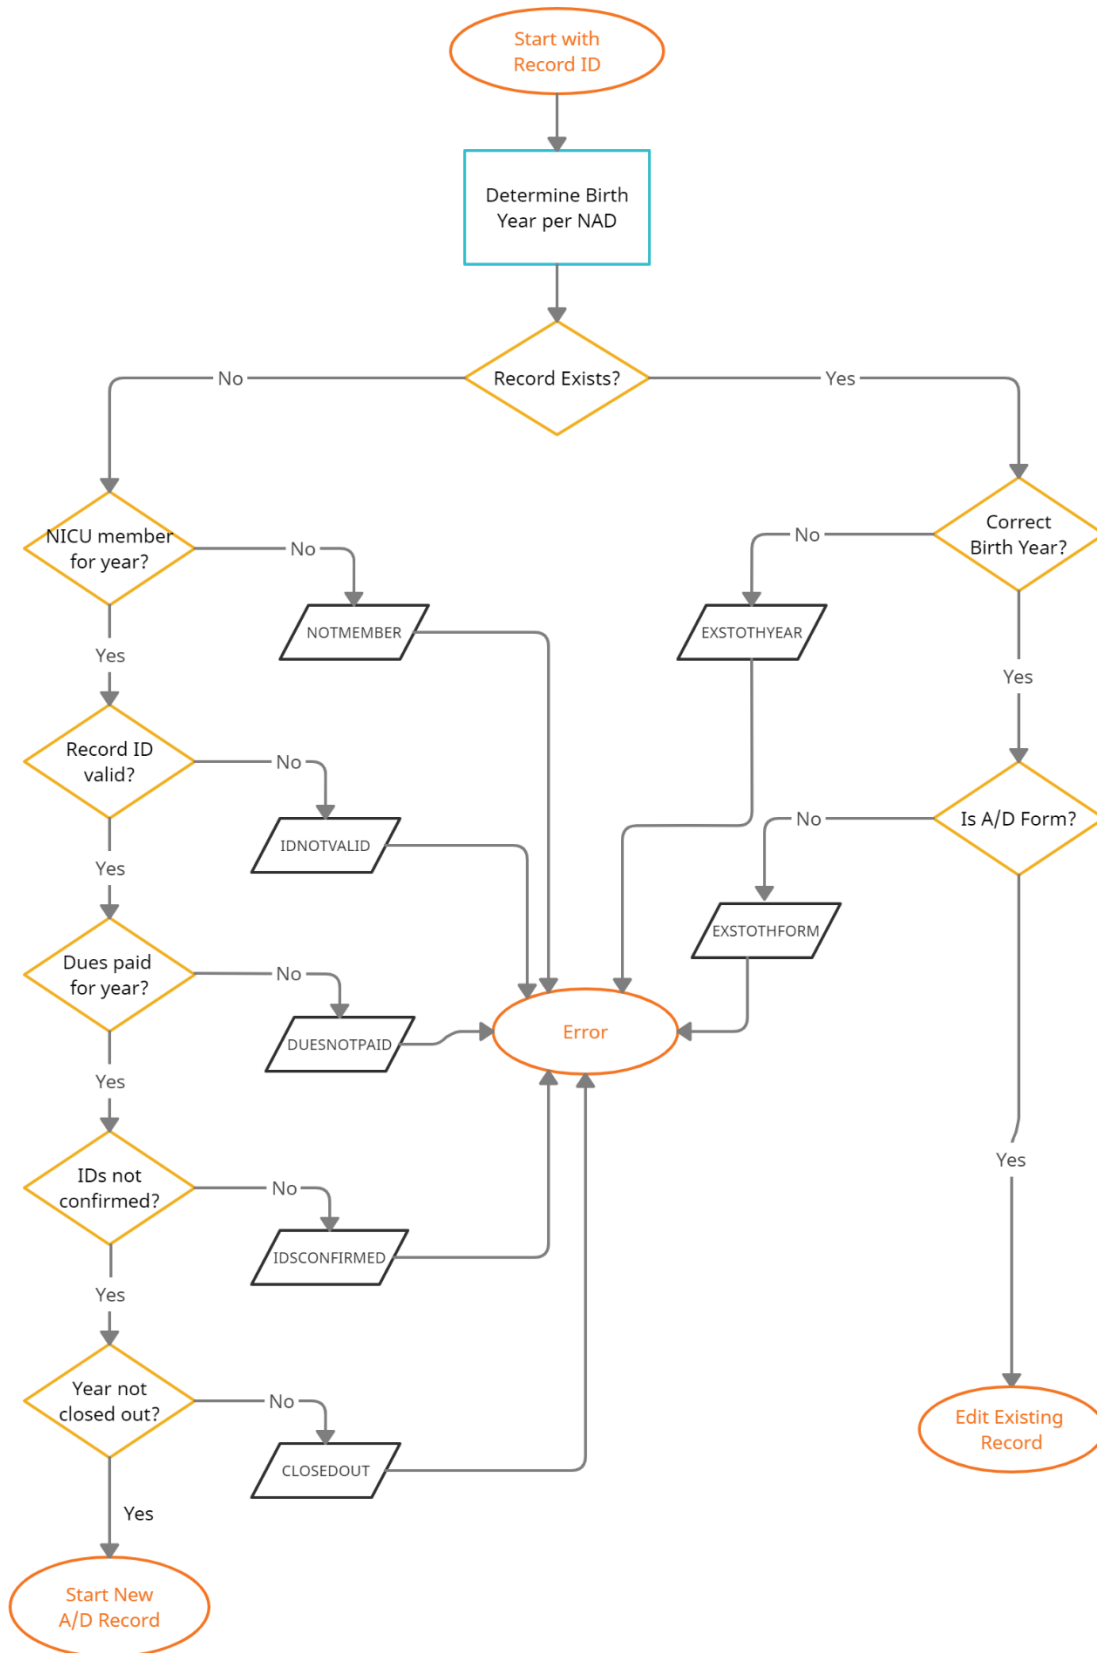 Start with
Record ID
Determine Birth
Year per NAD
Record Exists?
No
Yes
NICU member
for year?
No
NOTMEMBER
Correct
Birth Year?
No
EXSTOTHYEAR
Yes
Yes
Record ID
valid?
No
IDNOTVALID
Is A/D Form?
No
EXSTOTHFORM
Yes
Dues paid
for year?
No
DUESNOTPAID
Error
Yes
IDs not
confirmed?
No
IDSCONFIRMED
Yes
Yes
Year not
closed out?
No
CLOSEDOUT
Edit Existing
Record
Yes
Start New
A/D Record